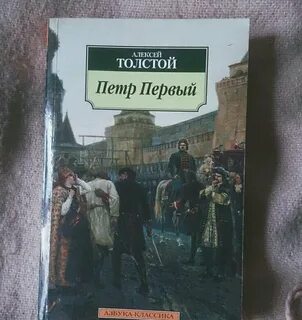 АЛЕКСЕЙ
ТОЛСТОЙ
Петр Первый
АЗБУКА-КЛАССИКА